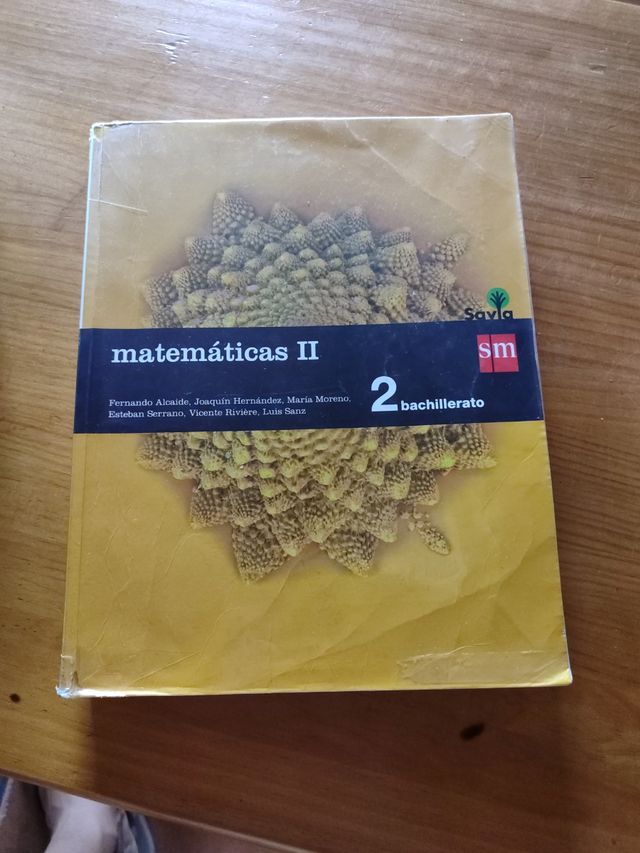 Savia
sm
matemáticas II
Fernando Alcaide, Joaquín Hernández, María Moreno,
Esteban Serrano, Vicente Rivière, Luis Sanz
2 bachillerato